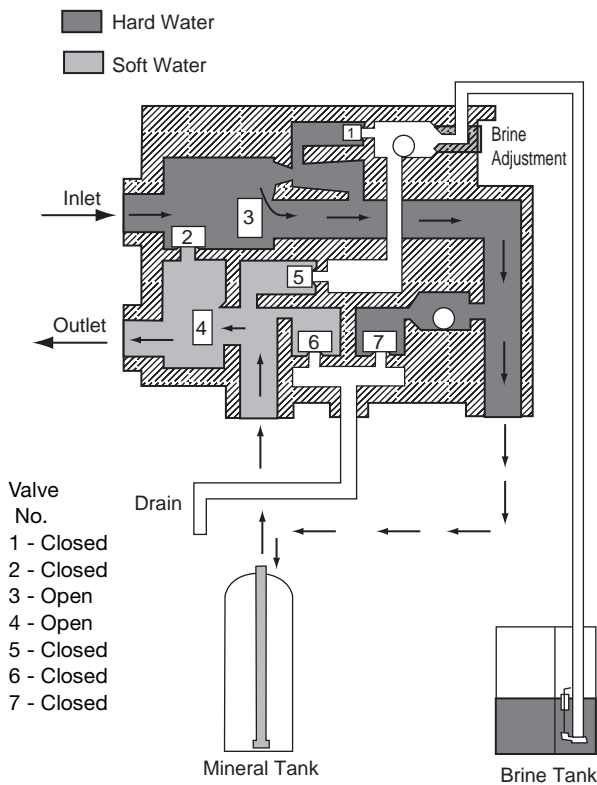 Hard Water
Soft Water
1
Brine
Adjustment
Inlet
3
2
5
Outlet
4
6
7
Drain
Valve
No.
1 - Closed
2 - Closed
3 - Open
4 - Open
5 - Closed
6 - Closed
7 - Closed
Mineral Tank
Brine Tank